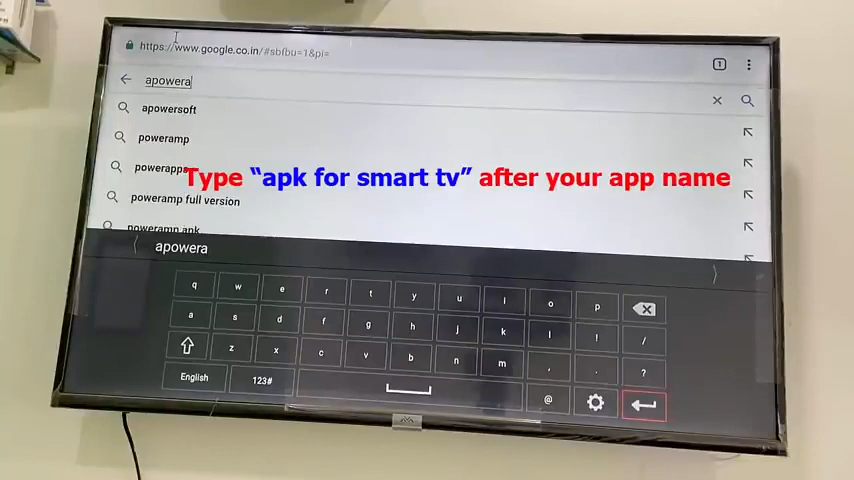 https://www.google.co.in/#sbfbu=1&pi=
1
apowera
apowersoft
poweramp
powerapps
Type “apk for smart tv” after your app name
poweramp full version
poweramp apk
apowera
q w e r t y u i o p
a s d f g h j k l ! /
z x c v b n m , . ?
English 123# @